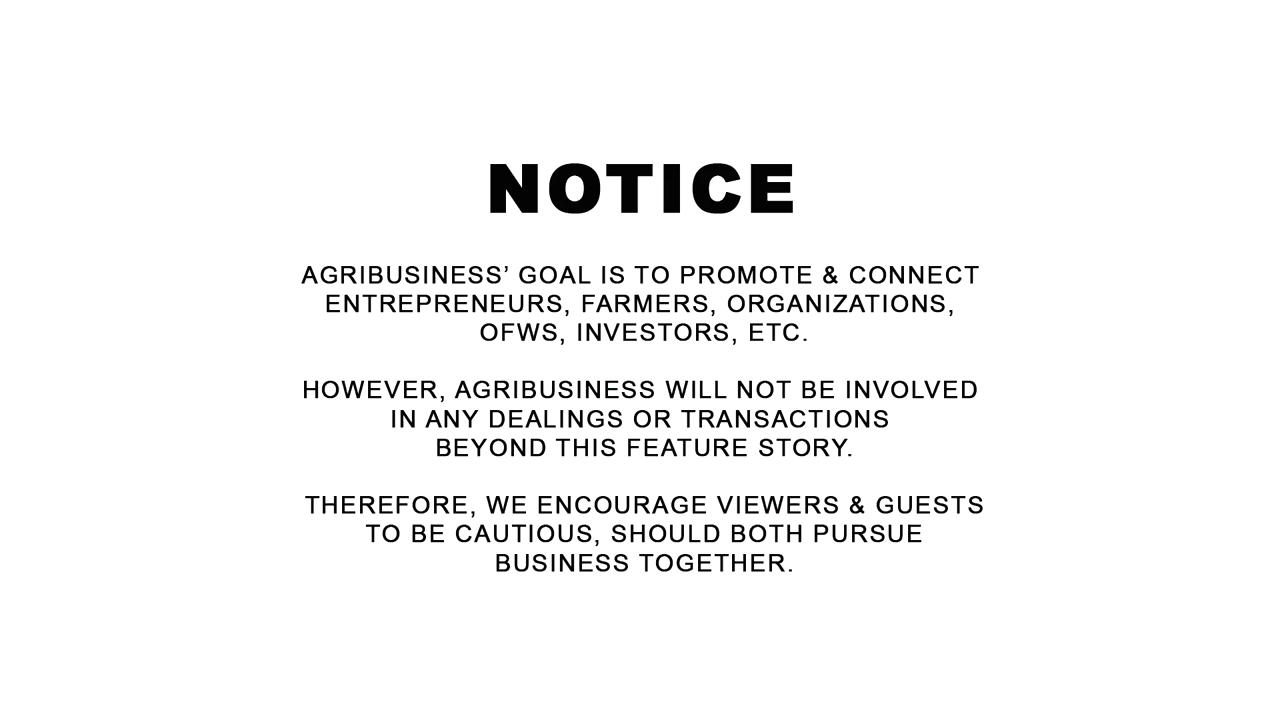 NOTICE
AGRIBUSINESS’ GOAL IS TO PROMOTE & CONNECT
ENTREPRENEURS, FARMERS, ORGANIZATIONS,
OFWS, INVESTORS, ETC.
HOWEVER, AGRIBUSINESS WILL NOT BE INVOLVED
IN ANY DEALINGS OR TRANSACTIONS
BEYOND THIS FEATURE STORY.
THEREFORE, WE ENCOURAGE VIEWERS & GUESTS
TO BE CAUTIOUS, SHOULD BOTH PURSUE
BUSINESS TOGETHER.